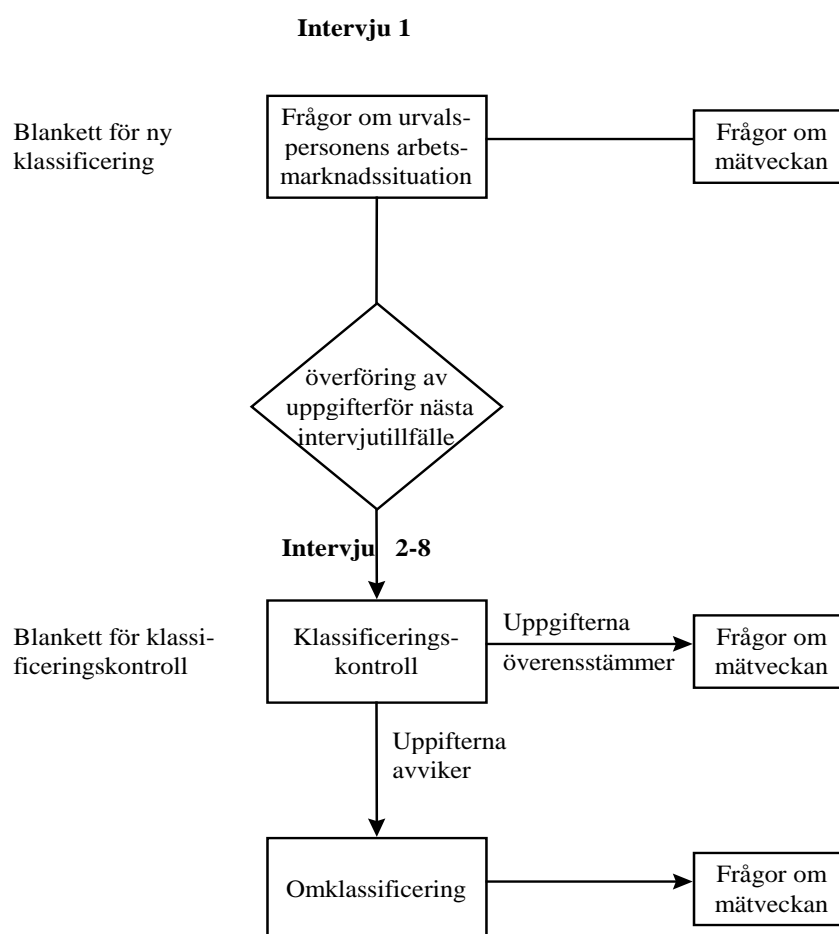 Intervju 1
Blankett för ny
klassificering
Frågor om urvals-
personens arbets-
marknadssituation
Frågor om
mätveckan
överföring av
uppgifterför nästa
intervjutillfälle
Intervju 2-8
Blankett för klassi-
ficeringskontroll
Klassificerings-
kontroll
Uppgifterna
överensstämmer
Frågor om
mätveckan
Uppifterna
avviker
Omklassificering
Frågor om
mätveckan